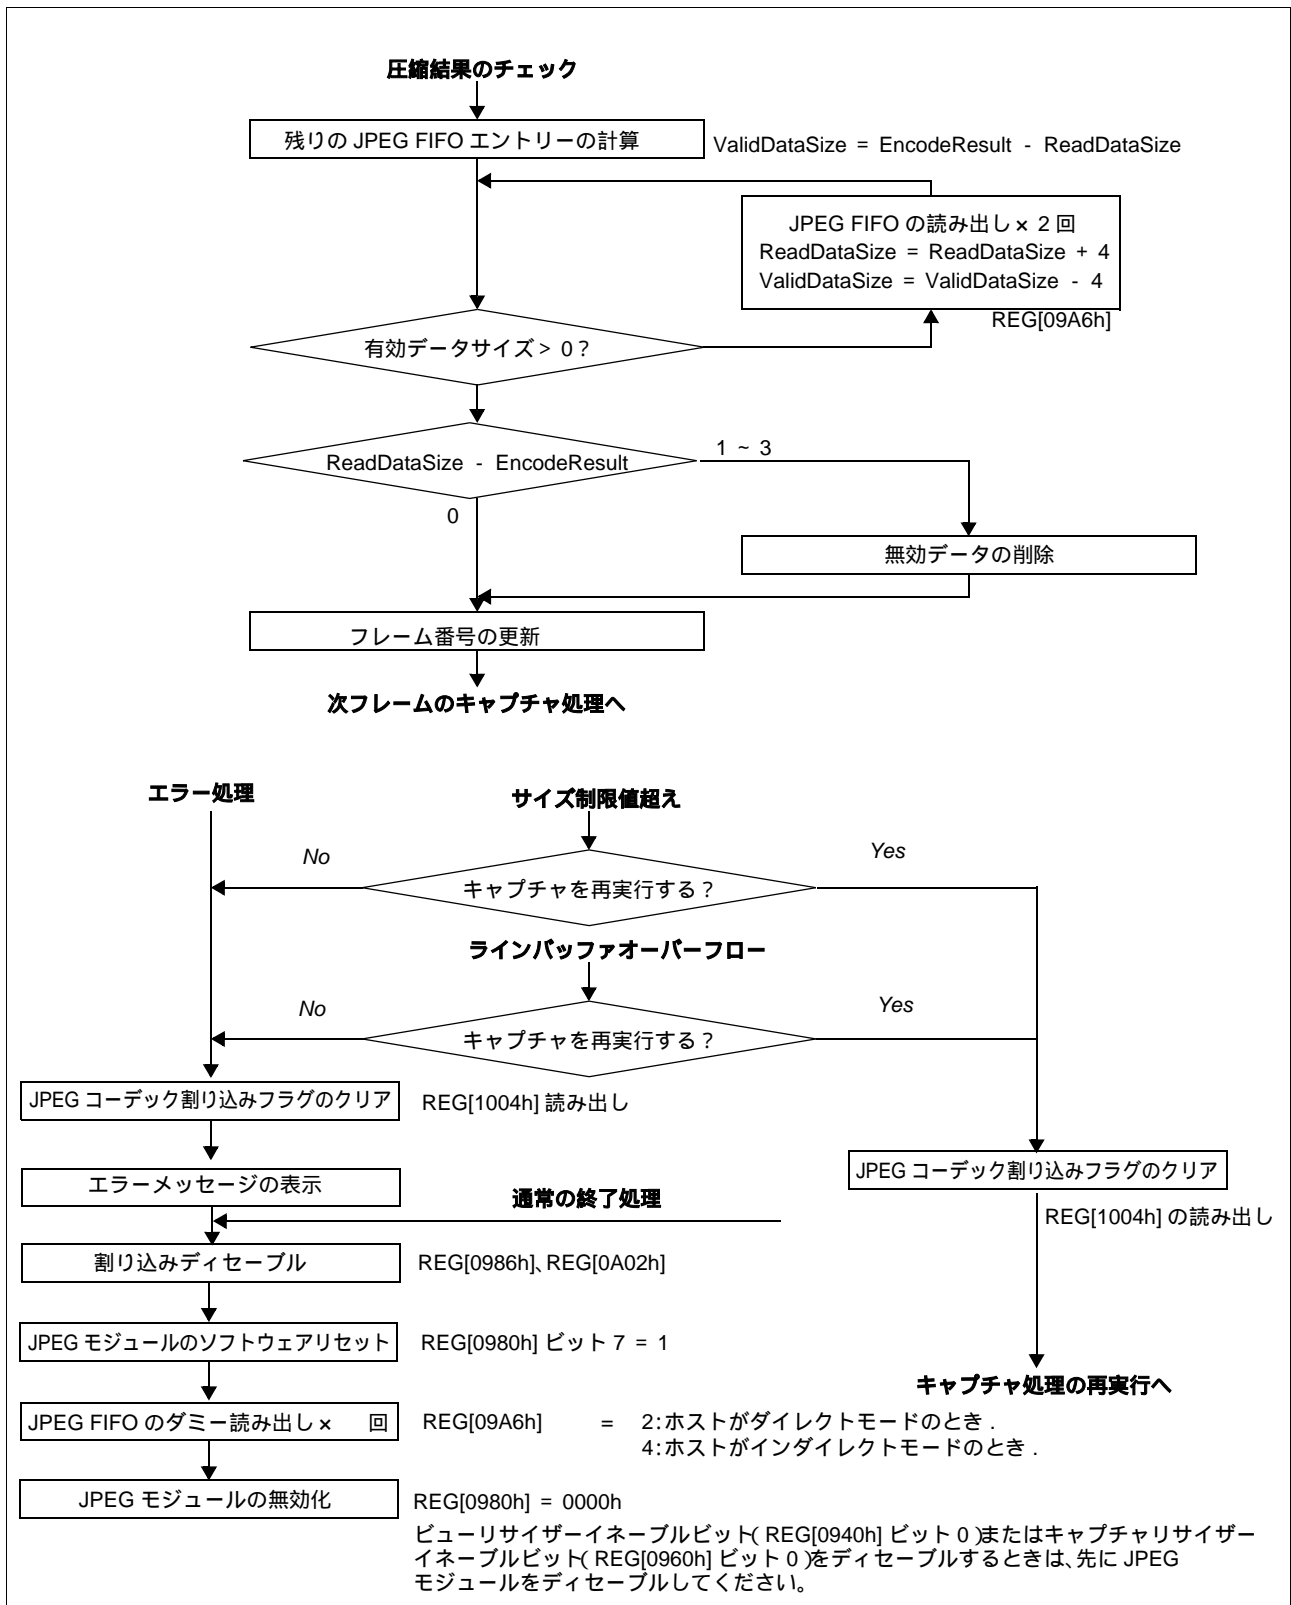 圧縮結果のチェック
残りの JPEG FIFO エントリーの計算
ValidDataSize = EncodeResult - ReadDataSize
JPEG FIFO の読み出し × 2 回
ReadDataSize = ReadDataSize + 4
ValidDataSize = ValidDataSize - 4
REG[09A6h]
有効データサイズ > 0 ?
ReadDataSize - EncodeResult
1 ~ 3
0
無効データの削除
フレーム番号の更新
次フレームのキャプチャ処理へ
エラー処理
サイズ制限値超え
No
Yes
キャプチャを再実行する ?
ラインバッファオーバーフロー
No
Yes
キャプチャを再実行する ?
JPEG コーデック割り込みフラグのクリア
REG[1004h] 読み出し
JPEG コーデック割り込みフラグのクリア
REG[1004h] の読み出し
エラーメッセージの表示
通常の終了処理
割り込みディセーブル
REG[0986h]、REG[0A02h]
JPEG モジュールのソフトウェアリセット
REG[0980h] ビット 7 = 1
キャプチャ処理の再実行へ
JPEG FIFO のダミー読み出し × 回
REG[09A6h] = 2:ホストがダイレクトモードのとき .
4:ホストがインダイレクトモードのとき .
JPEG モジュールの無効化
REG[0980h] = 0000h
ビューリサイザーイネーブルビット( REG[0940h] ビット 0 )またはキャプチャリサイザー
イネーブルビット( REG[0960h] ビット 0 )をディセーブルするときは、先に JPEG
モジュールをディセーブルしてください。